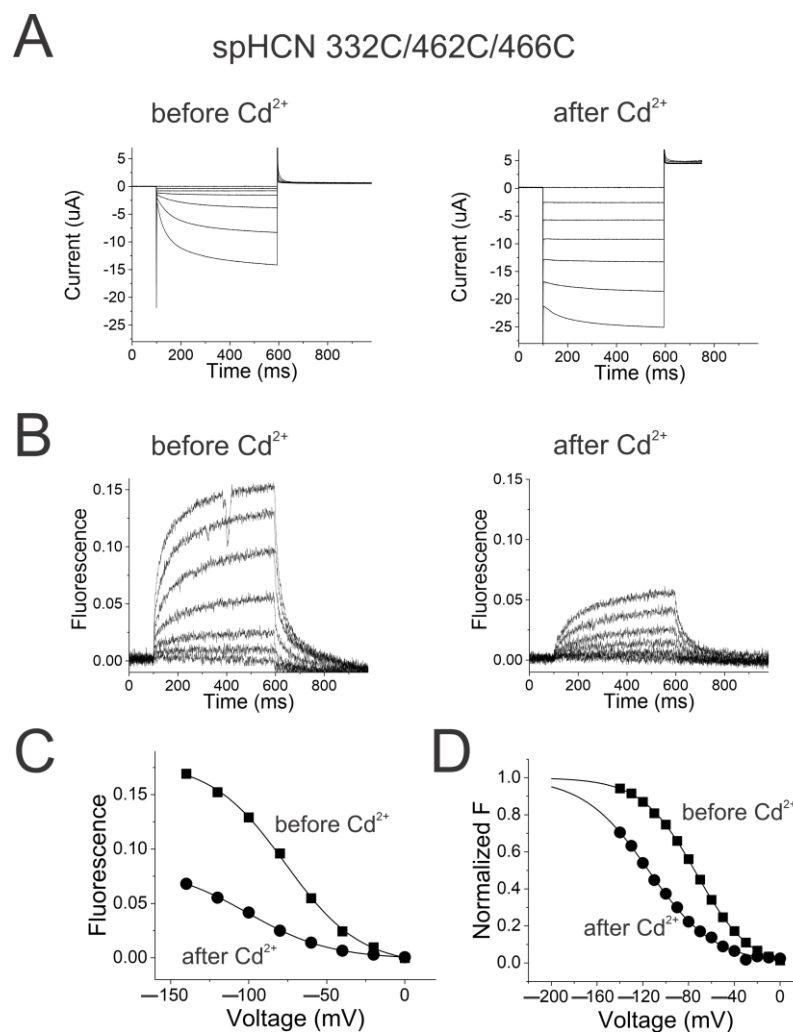 A
spHCN 332C/462C/466C
before Cd²⁺
after Cd²⁺
5
0
-5
-10
-15
-20
-25
Current (uA)
0 200 400 600 800
Time (ms)
5
0
-5
-10
-15
-20
-25
Current (uA)
0 200 400 600 800
Time (ms)
B
before Cd²⁺
after Cd²⁺
0.15
0.10
0.05
0.00
Fluorescence
0 200 400 600 800
Time (ms)
0.15
0.10
0.05
0.00
Fluorescence
0 200 400 600 800
Time (ms)
C
0.15
0.10
0.05
0.00
Fluorescence
before Cd²⁺
after Cd²⁺
−150 −100 −50 0
Voltage (mV)
D
1.0
0.8
0.6
0.4
0.2
F
Normalized F
before Cd²⁺
after Cd²⁺
−200 −160 −120 −80 −40 0
Voltage (mV)